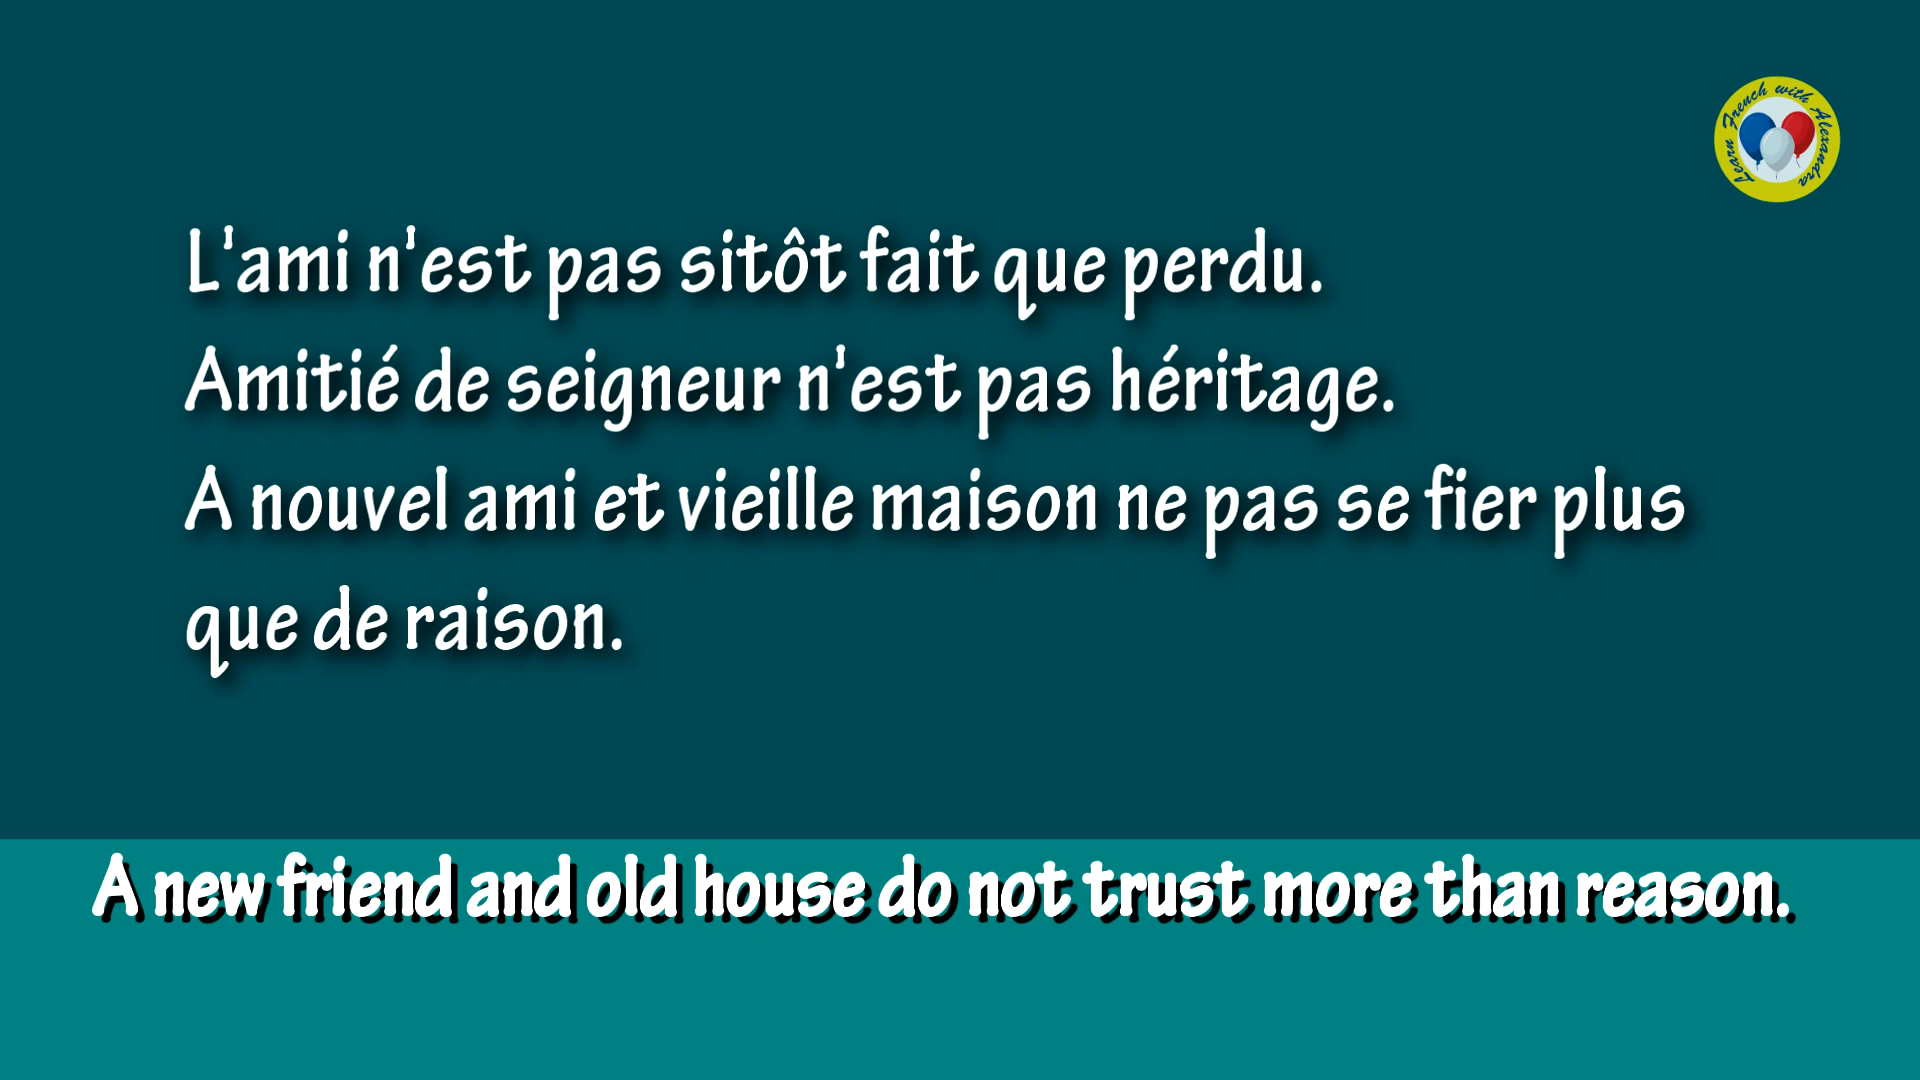 Learn French with Alexandra
L'ami n'est pas sitôt fait que perdu.
Amitié de seigneur n'est pas héritage.
A nouvel ami et vieille maison ne pas se fier plus
que de raison.
A new friend and old house do not trust more than reason.